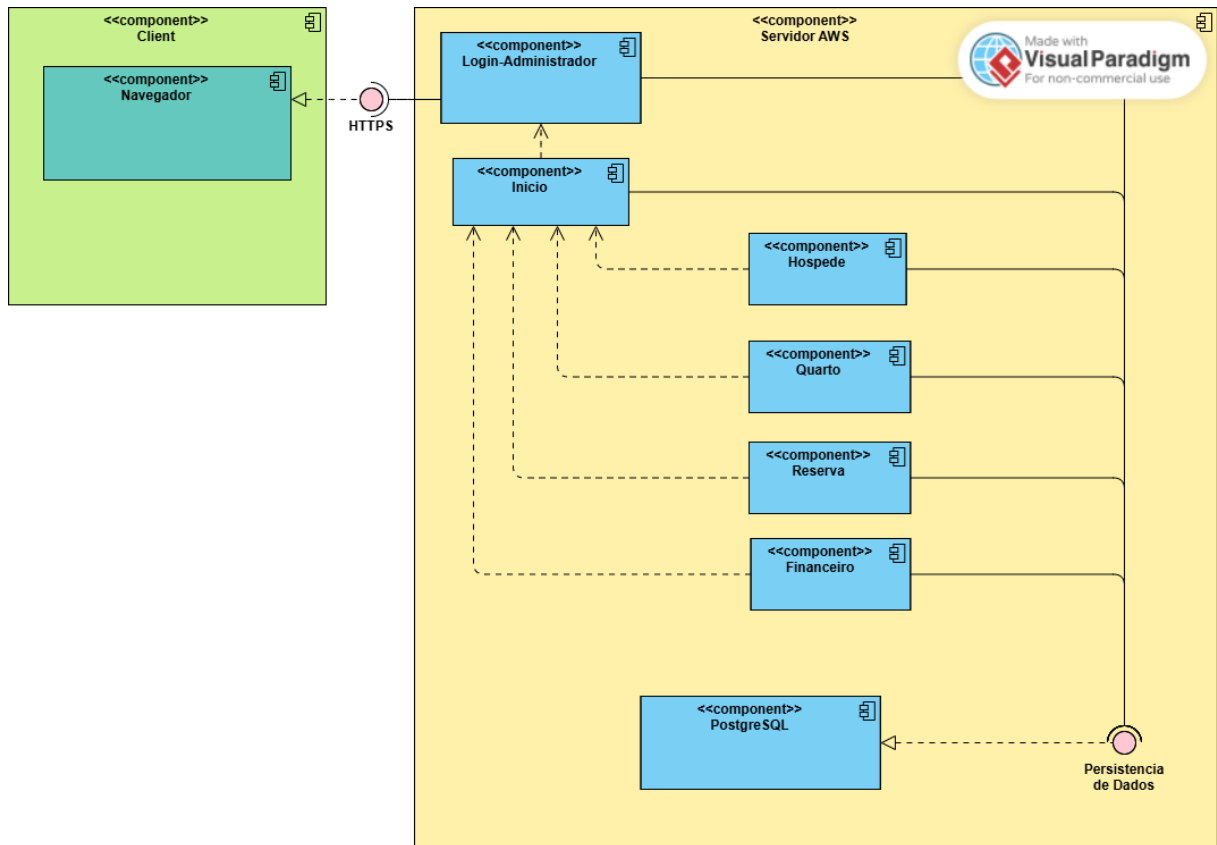 <<component>>
Client
<<component>>
Navegador
HTTPS
<<component>>
Servidor AWS
Made with
Visual Paradigm
For non-commercial use
<<component>>
Login-Administrador
<<component>>
Inicio
<<component>>
Hospede
<<component>>
Quarto
<<component>>
Reserva
<<component>>
Financeiro
<<component>>
PostgreSQL
Persistencia
de Dados